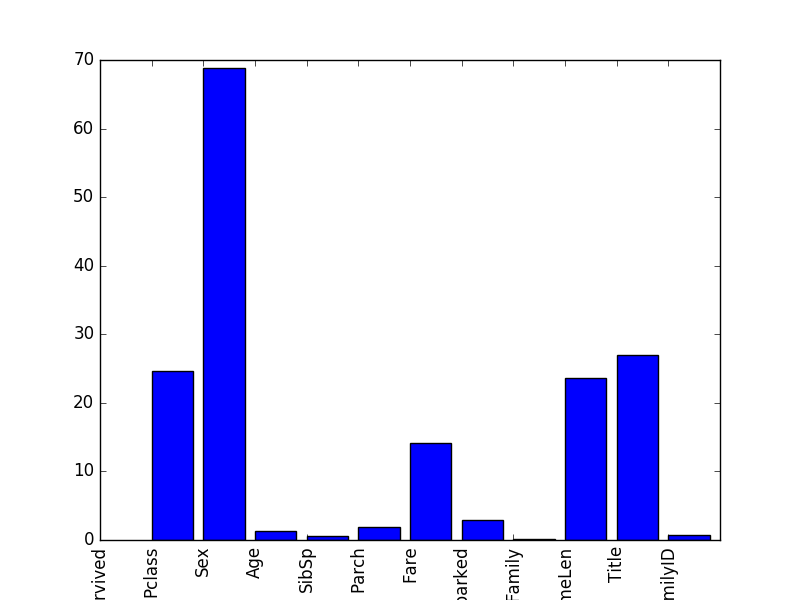 70
60
50
40
30
20
10
0
rvived
Pclass
Sex
Age
SibSp
Parch
Fare
parked
Family
meLen
Title
milyID